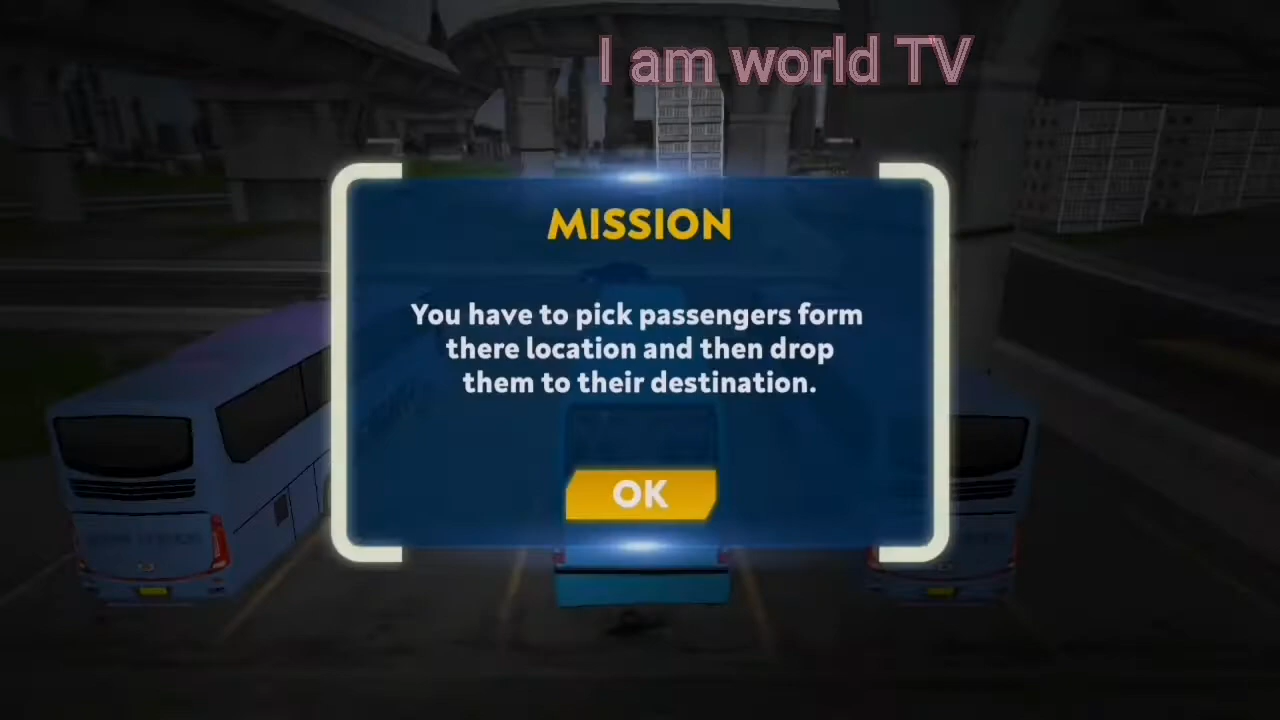 I am world TV
MISSION
You have to pick passengers form
there location and then drop
them to their destination.
OK